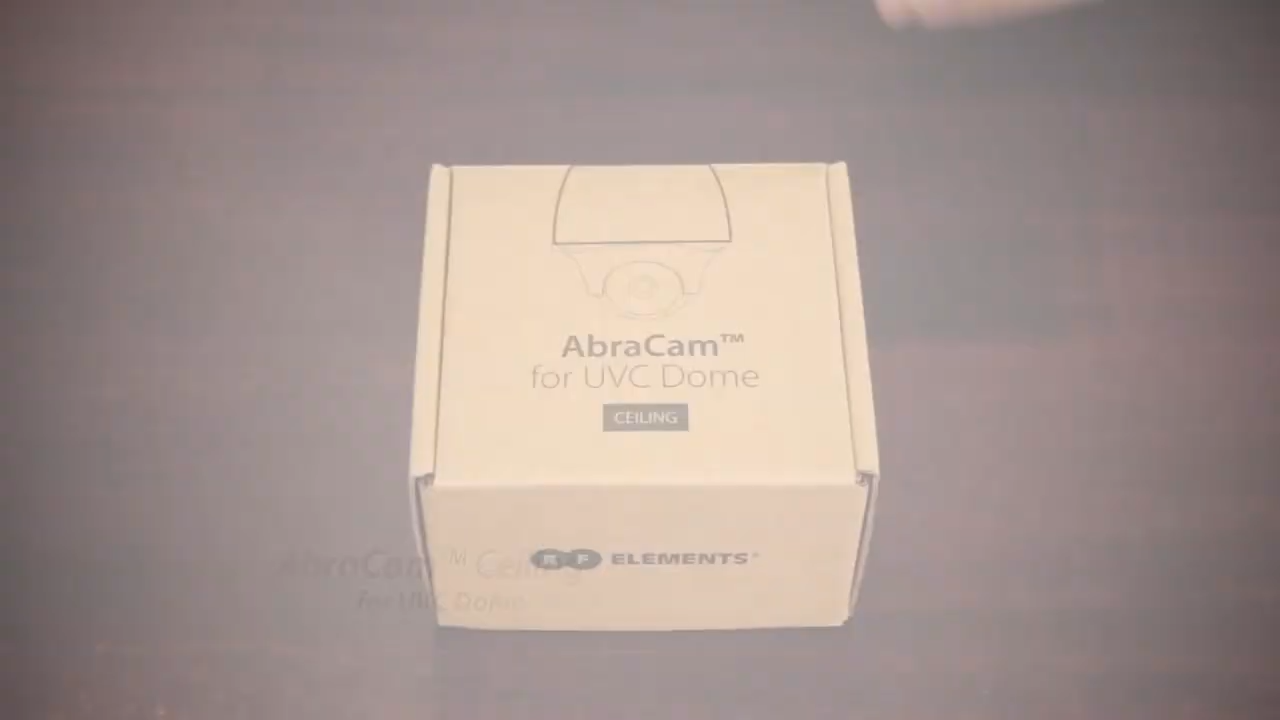 AbraCam™
for UVC Dome
CEILING
RF ELEMENTS®
AbraCam™ Ceiling
for UVC Dome